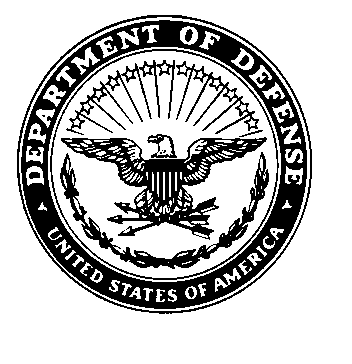 DEPARTMENT OF DEFENSE
UNITED STATES OF AMERICA